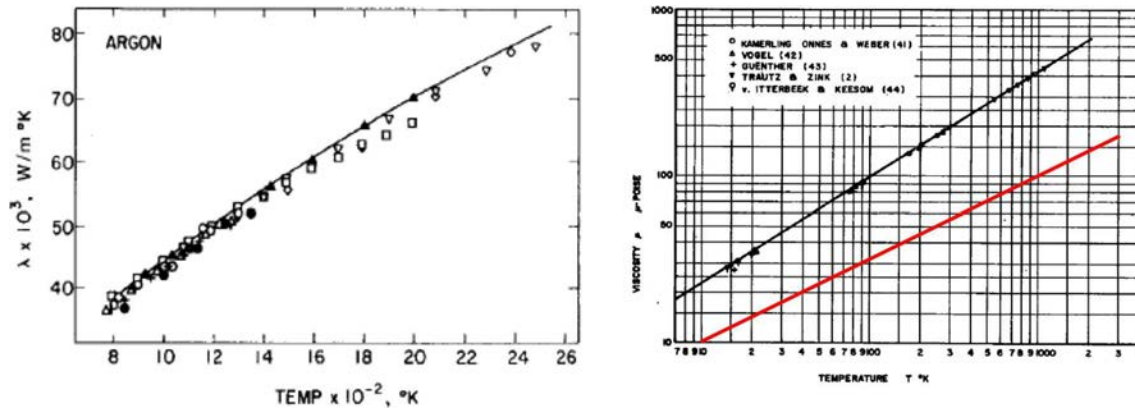 80
70
60
50
40
ARGON
λ x 10³, W/m °K
8 10 12 14 16 18 20 22 24 26
TEMP x 10⁻², °K
1000
500
100
50
10
KAMERLING ONNES & WEBER (41)
VOGEL (42)
GUENTHER (43)
TRAUTZ & ZINK (2)
v. ITTERBEEK & KEESOM (44)
VISCOSITY μ μ-POISE
7 8 9 10 2 3 4 5 6 7 8 9 100 2 3 4 5 6 7 8 9 1000 2 3
TEMPERATURE T °K